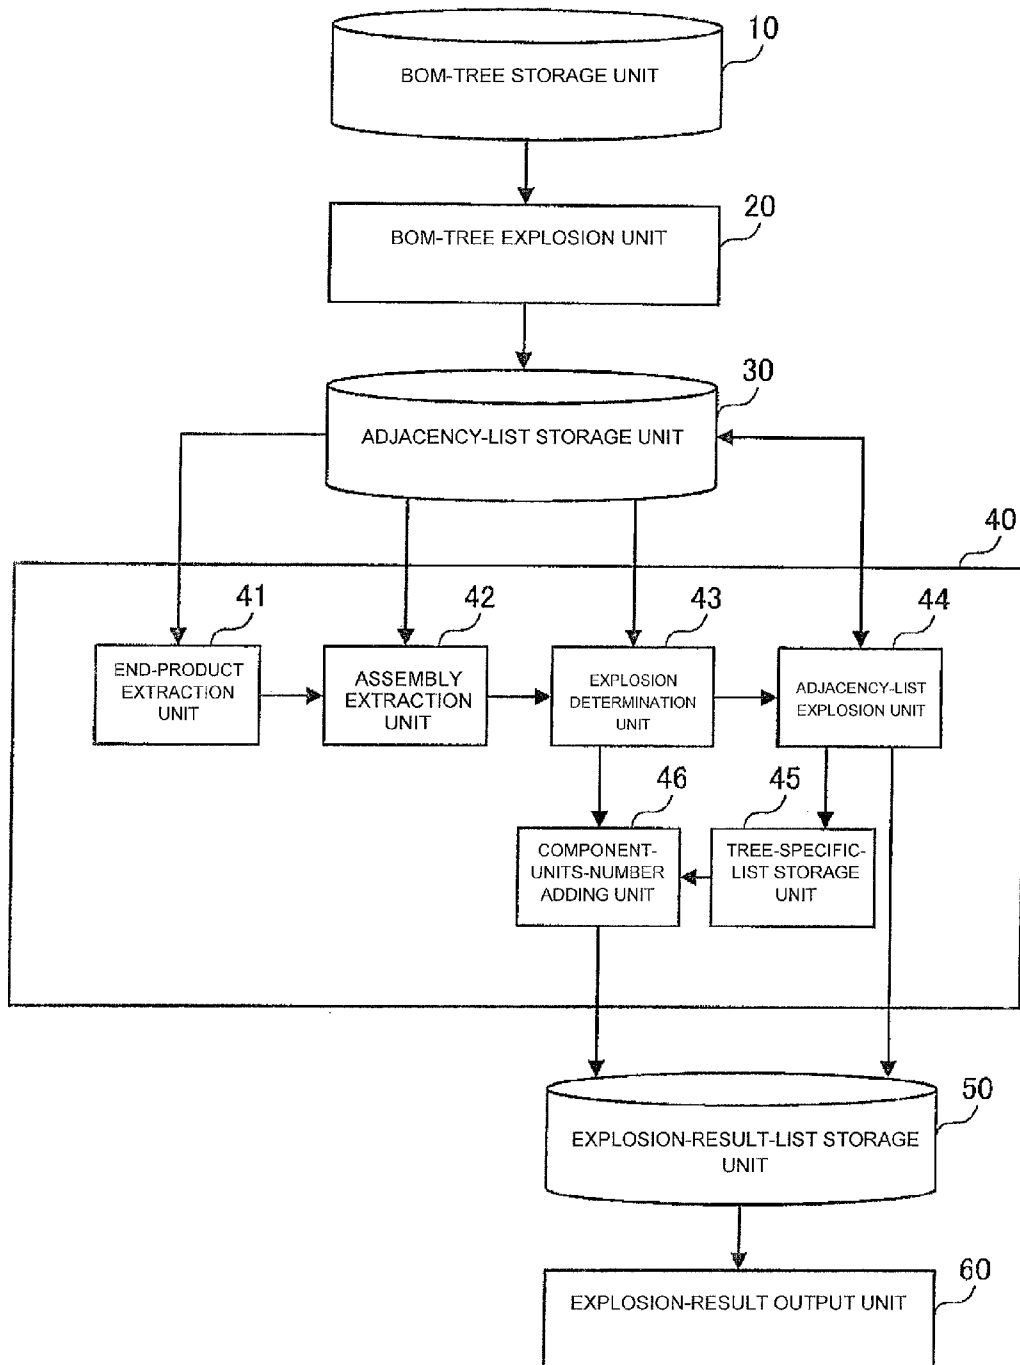 10
BOM-TREE STORAGE UNIT
20
BOM-TREE EXPLOSION UNIT
30
ADJACENCY-LIST STORAGE UNIT
40
41
END-PRODUCT
EXTRACTION
UNIT
42
ASSEMBLY
EXTRACTION
UNIT
43
EXPLOSION
DETERMINATION
UNIT
44
ADJACENCY-LIST
EXPLOSION UNIT
46
COMPONENT-
UNITS-NUMBER
ADDING UNIT
45
TREE-SPECIFIC-
LIST STORAGE
UNIT
50
EXPLOSION-RESULT-LIST STORAGE
UNIT
60
EXPLOSION-RESULT OUTPUT UNIT